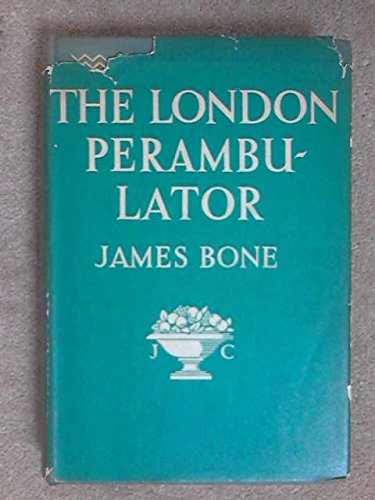 THE LONDON
PERAMBU-
LATOR
JAMES BONE
J C